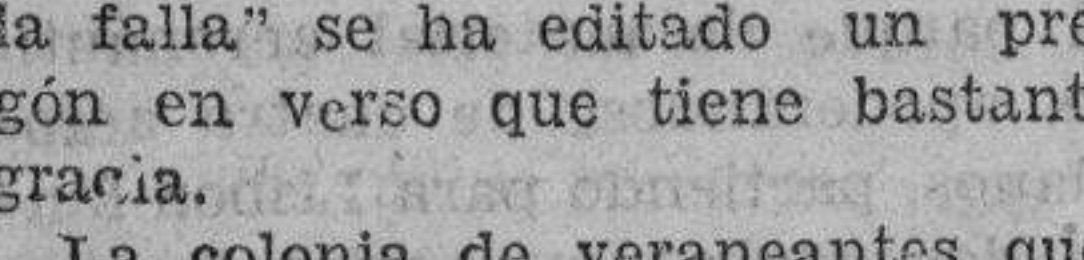 la falla” se ha editado un pre
gón en verso que tiene bastant
gracia.
La colonia de veraneantes qu